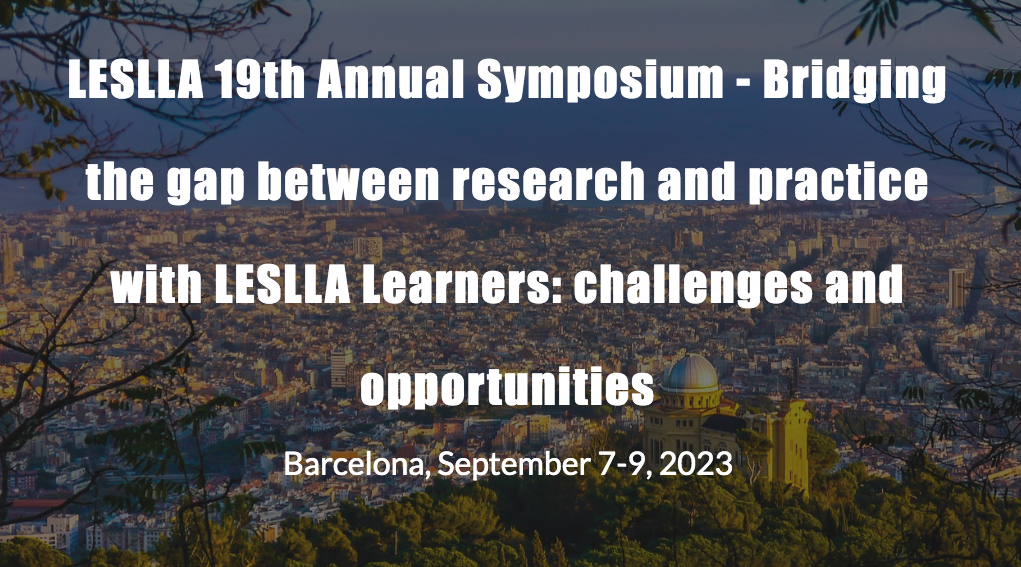 LESLLA 19th Annual Symposium - Bridging
the gap between research and practice
with LESLLA Learners: challenges and
opportunities
Barcelona, September 7-9, 2023